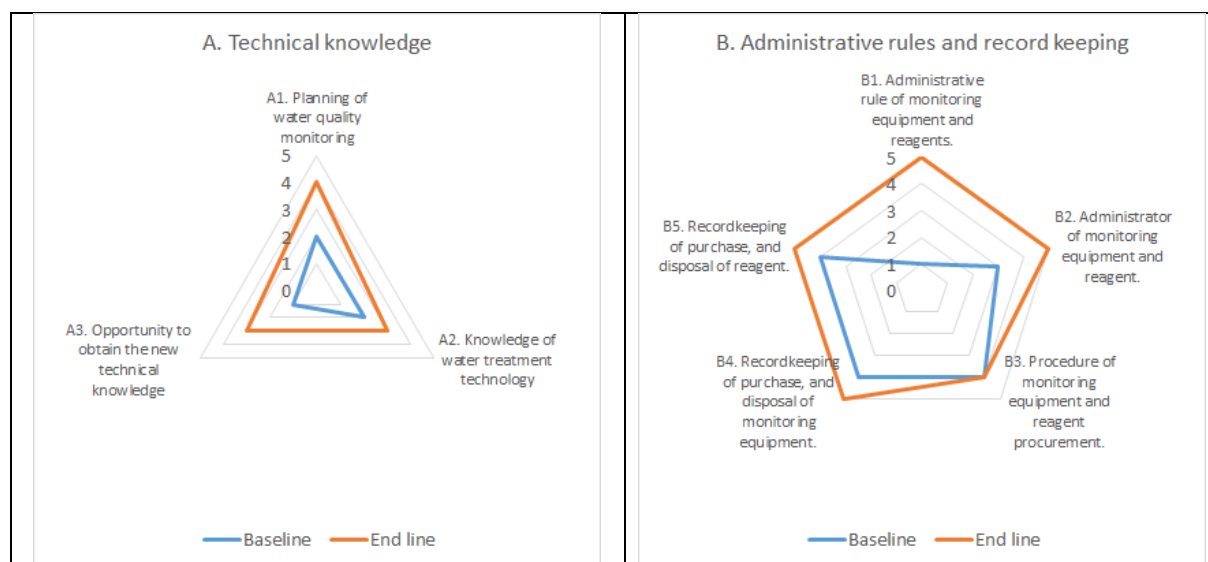 A. Technical knowledge
A1. Planning of
water quality
monitoring
5
4
3
2
1
0
A3. Opportunity to
obtain the new
technical
knowledge
A2. Knowledge of
water treatment
technology
Baseline
End line
B. Administrative rules and record keeping
B1. Administrative
rule of monitoring
equipment and
reagents.
5
4
3
2
1
0
B5. Recordkeeping
of purchase, and
disposal of reagent.
B2. Administrator
of monitoring
equipment and
reagent.
B4. Recordkeeping
of purchase, and
disposal of
monitoring
equipment.
B3. Procedure of
monitoring
equipment and
reagent
procurement.
Baseline
End line